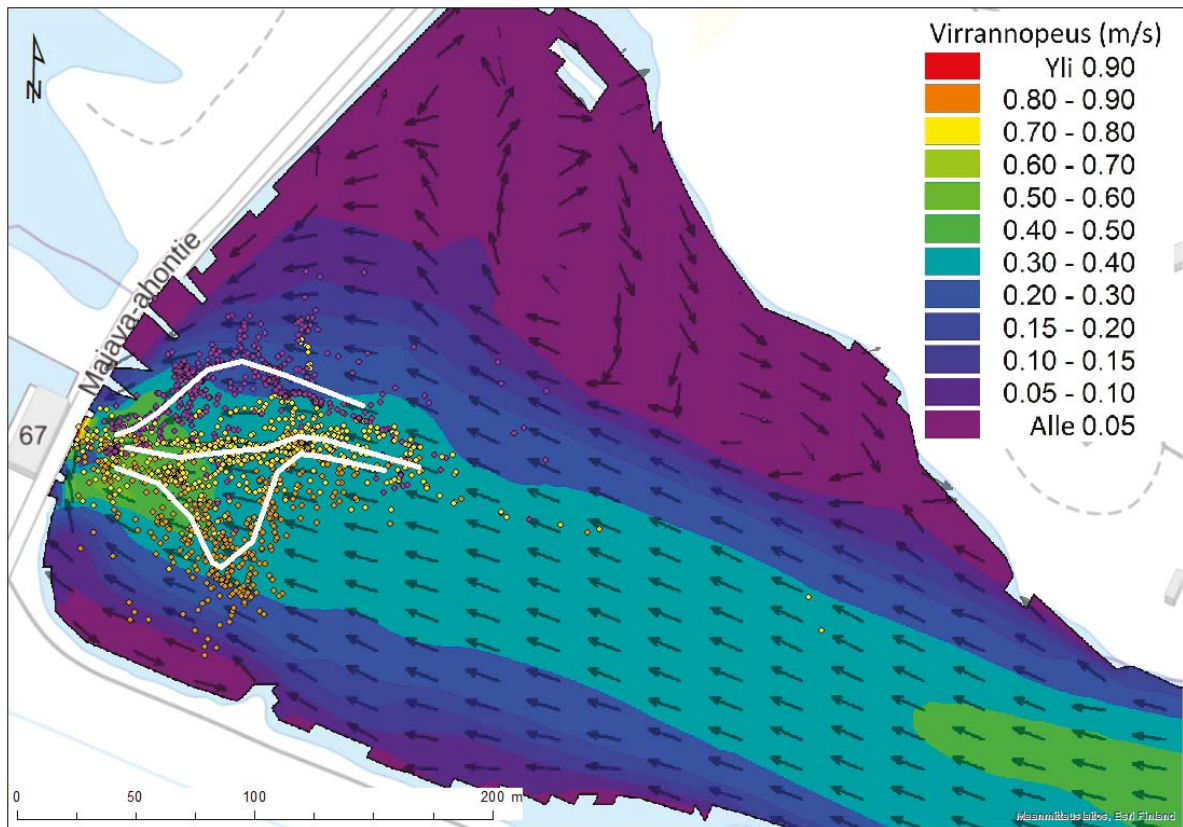 Virrannopeus (m/s)
Yli 0.90
0.80 - 0.90
0.70 - 0.80
0.60 - 0.70
0.50 - 0.60
0.40 - 0.50
0.30 - 0.40
0.20 - 0.30
0.15 - 0.20
0.10 - 0.15
0.05 - 0.10
Alle 0.05
N
Majava-ahontie
67
0 50 100 200 m
Maanmittauslaitos, Esri Finland